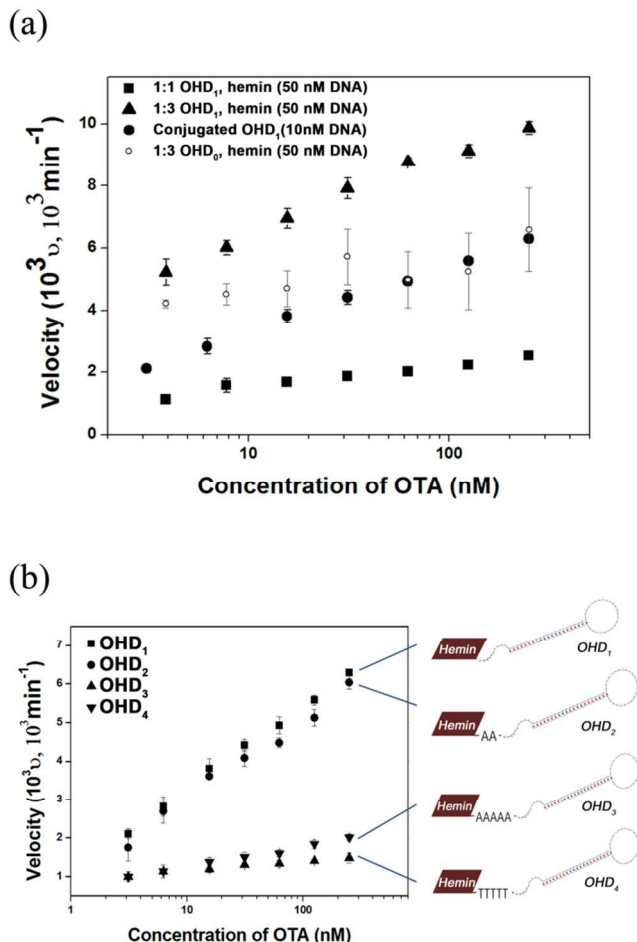 (a)
1:1 OHD₁, hemin (50 nM DNA)
1:3 OHD₁, hemin (50 nM DNA)
Conjugated OHD₁(10nM DNA)
1:3 OHD₀, hemin (50 nM DNA)
10
8
6
4
2
0
Velocity (10³υ, 10³min⁻¹)
10
100
Concentration of OTA (nM)
(b)
OHD₁
OHD₂
OHD₃
OHD₄
7
6
5
4
3
2
1
Velocity (10³υ, 10³min⁻¹)
1
10
100
Concentration of OTA (nM)
Hemin
OHD₁
Hemin
AA
OHD₂
Hemin
AAAAA
OHD₃
Hemin
TTTTT
OHD₄